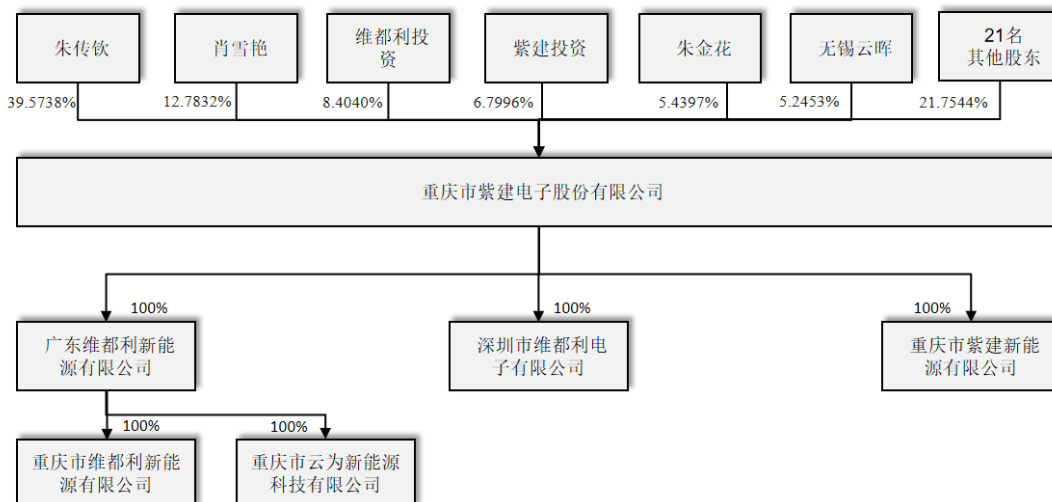 朱传钦
肖雪艳
维都利投
资
紫建投资
朱金花
无锡云晖
21名
其他股东
39.5738%
12.7832%
8.4040%
6.7996%
5.4397%
5.2453%
21.7544%
重庆市紫建电子股份有限公司
100%
100%
100%
广东维都利新能
源有限公司
深圳市维都利电
子有限公司
重庆市紫建新能
源有限公司
100%
100%
重庆市维都利新能
源有限公司
重庆市云为新能源
科技有限公司